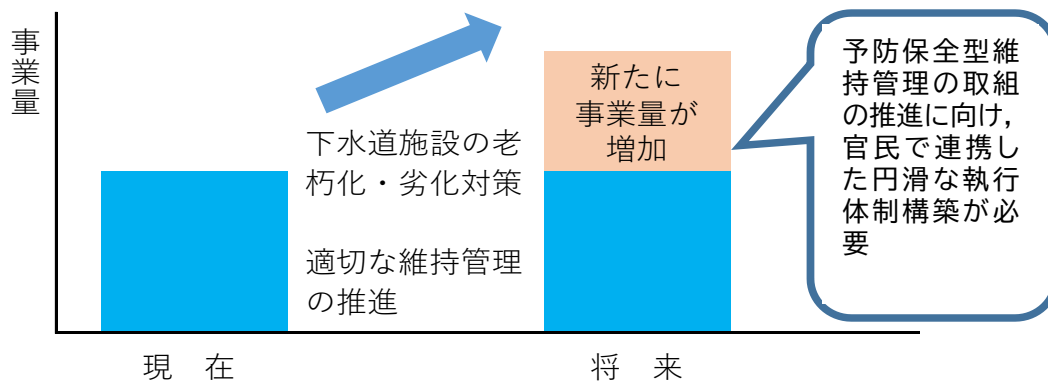 事業量
下水道施設の老
朽化・劣化対策
適切な維持管理
の推進
新たに
事業量が
増加
予防保全型維
持管理の取組
の推進に向け，
官民で連携し
た円滑な執行
体制構築が必
要
現　在
将　来